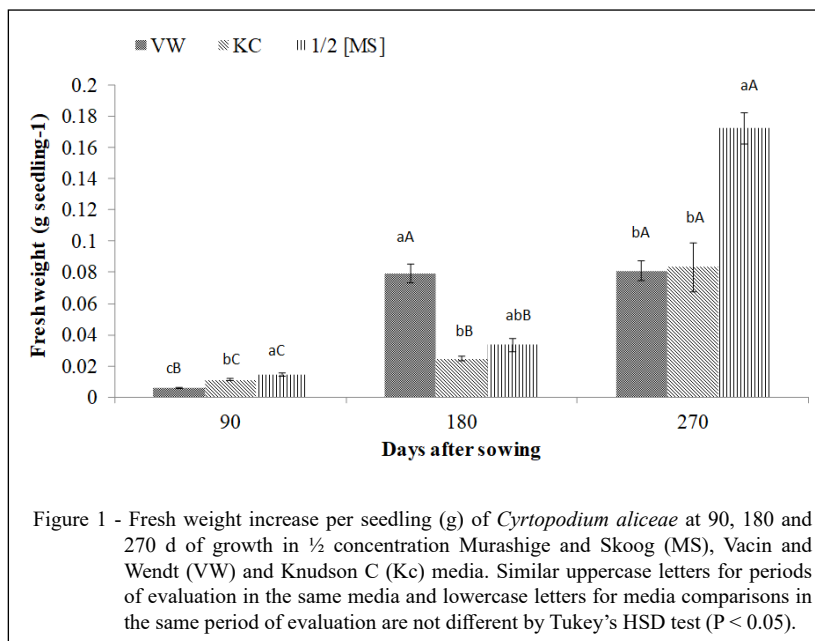 VW KC 1/2 [MS]
Fresh weight (g seedling-1)
0.2
0.18
0.16
0.14
0.12
0.1
0.08
0.06
0.04
0.02
0
cB bC aC
aA bB abB
bA bA aA
90 180 270
Days after sowing
Figure 1 - Fresh weight increase per seedling (g) of Cyrtopodium aliceae at 90, 180 and
270 d of growth in ½ concentration Murashige and Skoog (MS), Vacin and
Wendt (VW) and Knudson C (Kc) media. Similar uppercase letters for periods
of evaluation in the same media and lowercase letters for media comparisons in
the same period of evaluation are not different by Tukey's HSD test (P < 0.05).